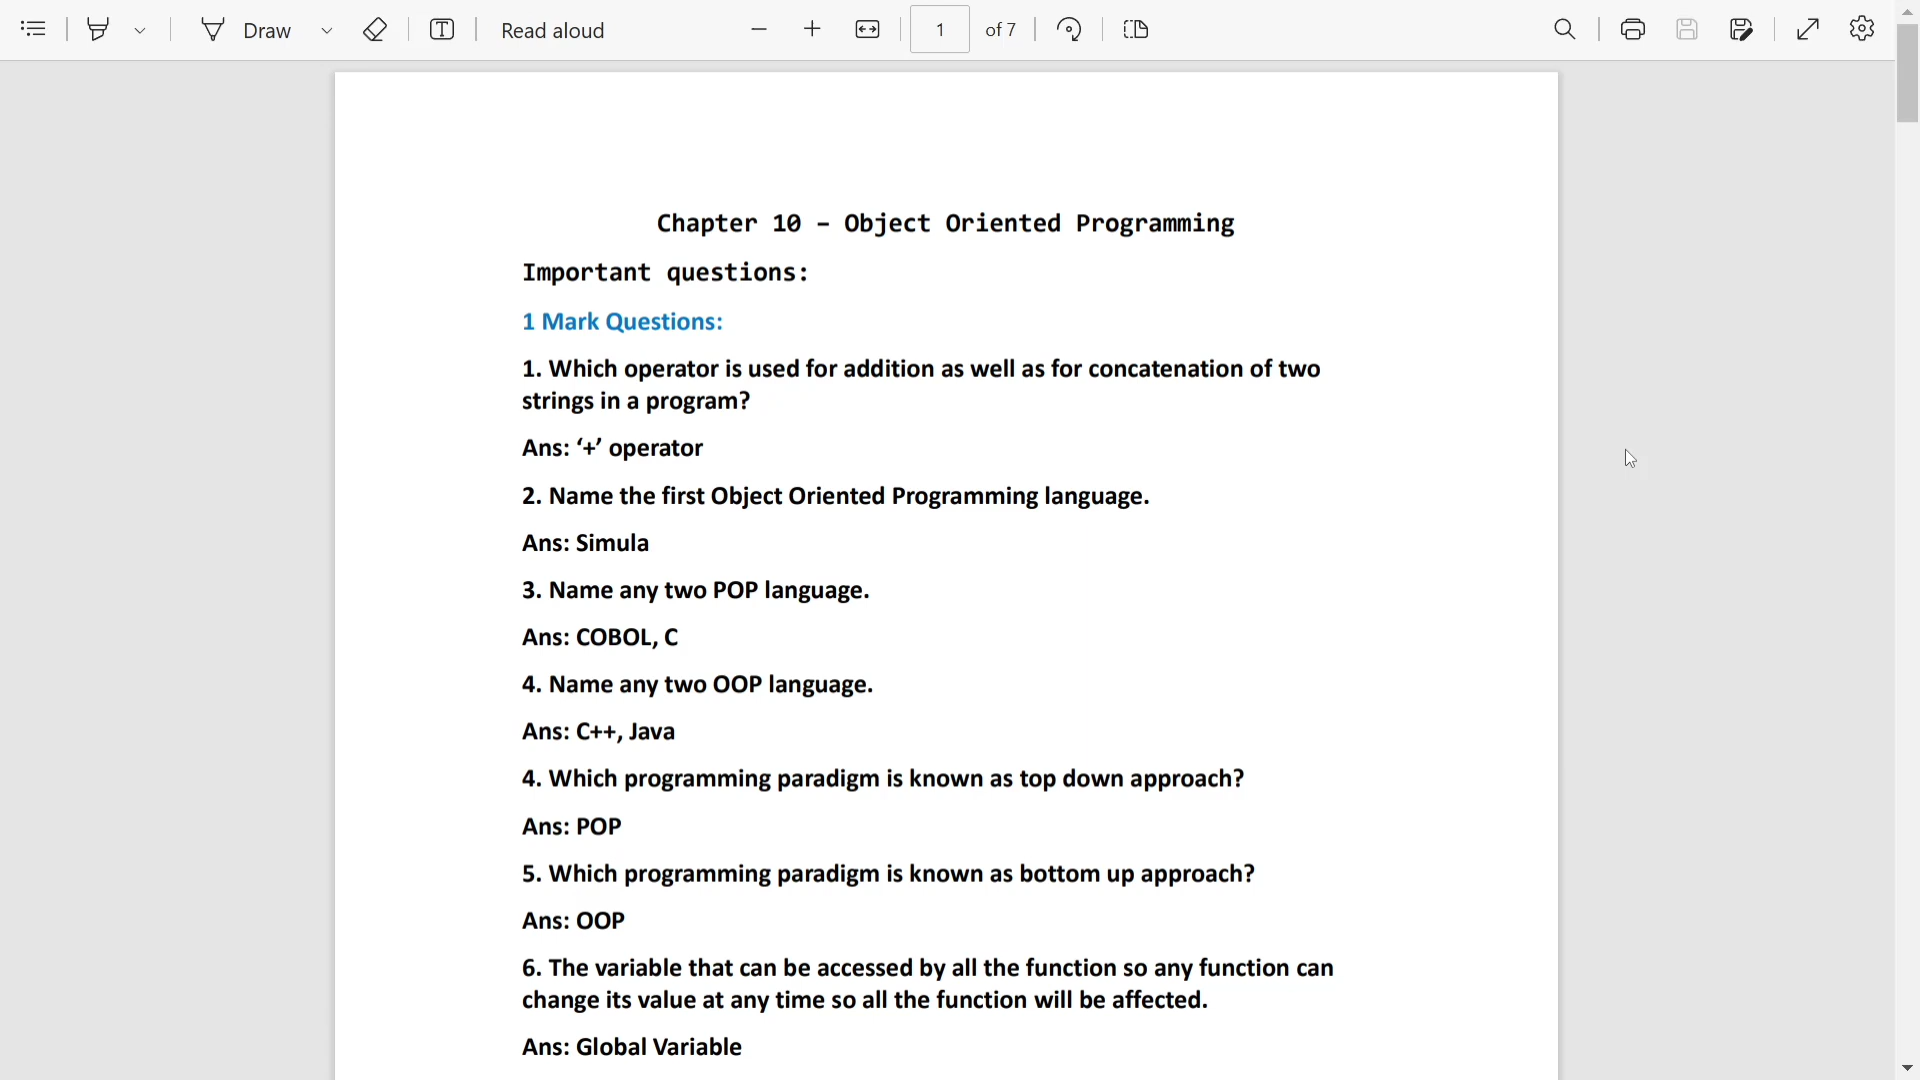 Draw
Read aloud
1 of 7
Chapter 10 – Object Oriented Programming
Important questions:
1 Mark Questions:
1. Which operator is used for addition as well as for concatenation of two
strings in a program?
Ans: ‘+’ operator
2. Name the first Object Oriented Programming language.
Ans: Simula
3. Name any two POP language.
Ans: COBOL, C
4. Name any two OOP language.
Ans: C++, Java
4. Which programming paradigm is known as top down approach?
Ans: POP
5. Which programming paradigm is known as bottom up approach?
Ans: OOP
6. The variable that can be accessed by all the function so any function can
change its value at any time so all the function will be affected.
Ans: Global Variable